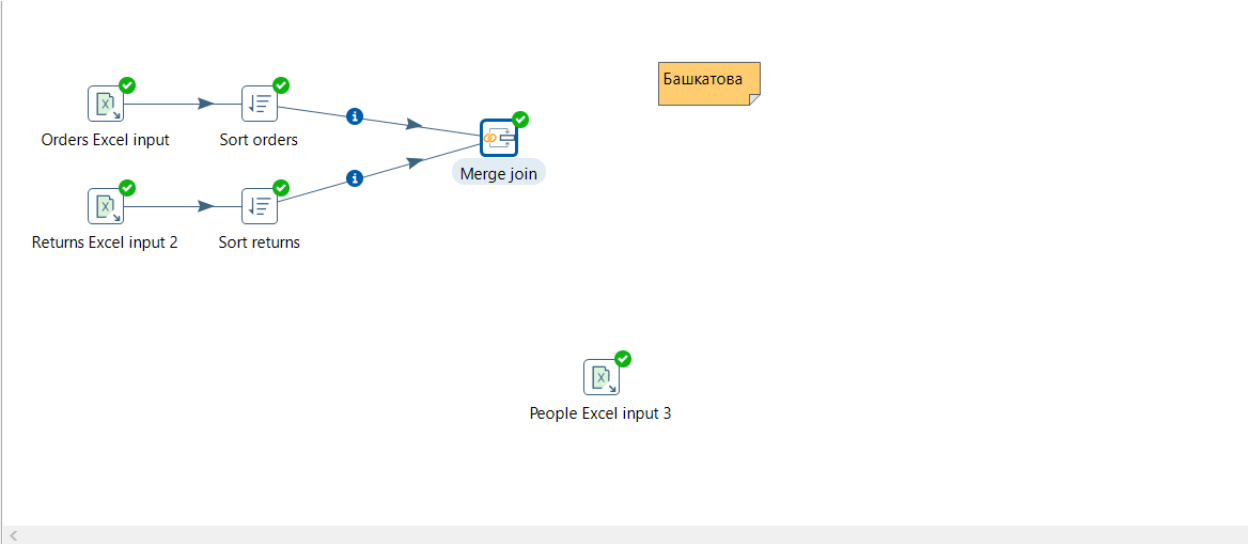 Башкатова
Orders Excel input
Sort orders
Merge join
Returns Excel input 2
Sort returns
People Excel input 3